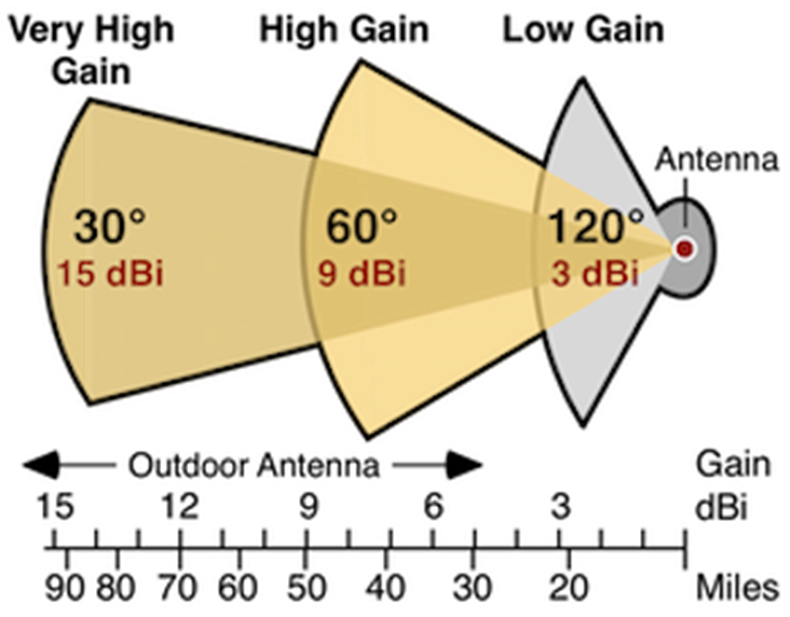 Very High High Gain Low Gain
Gain
Antenna
30° 60° 120°
15 dBi 9 dBi 3 dBi
Outdoor Antenna Gain
15 12 9 6 3 dBi
90 80 70 60 50 40 30 20 Miles